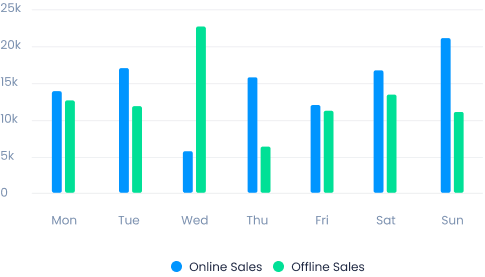 25k
20k
15k
10k
5k
0
Mon Tue Wed Thu Fri Sat Sun
Online Sales Offline Sales